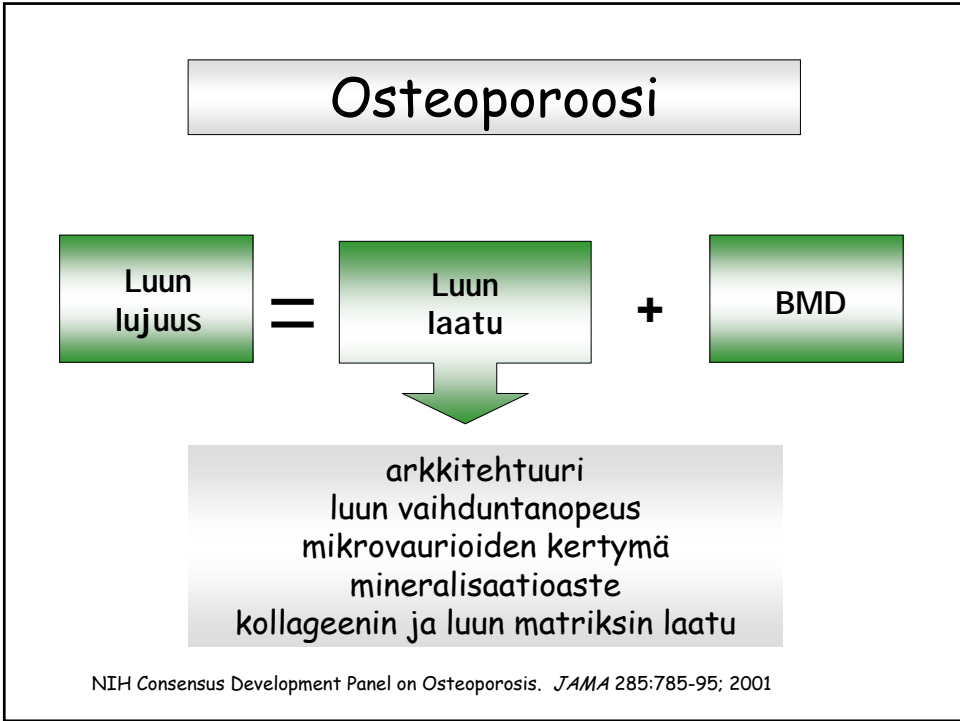 Osteoporoosi
Luun
lujuus
=
Luun
laatu
+
BMD
arkkitehtuuri
luun vaihduntanopeus
mikrovaurioiden kertymä
mineralisaatioaste
kollageenin ja luun matriksin laatu
NIH Consensus Development Panel on Osteoporosis. JAMA 285:785-95; 2001